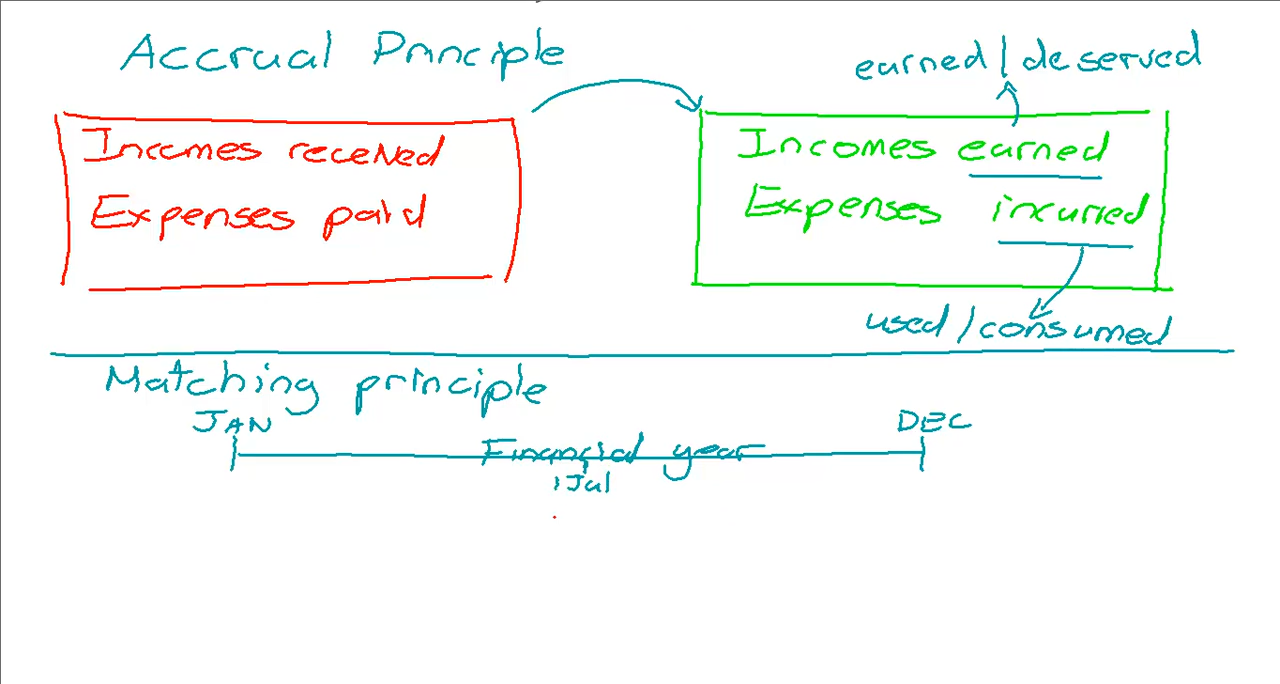 Accrual Principle
earned/deserved
Incomes received
Expenses paid
Incomes earned
Expenses incurred
used/consumed
Matching principle
JAN
DEC
Financial year
1 Jul